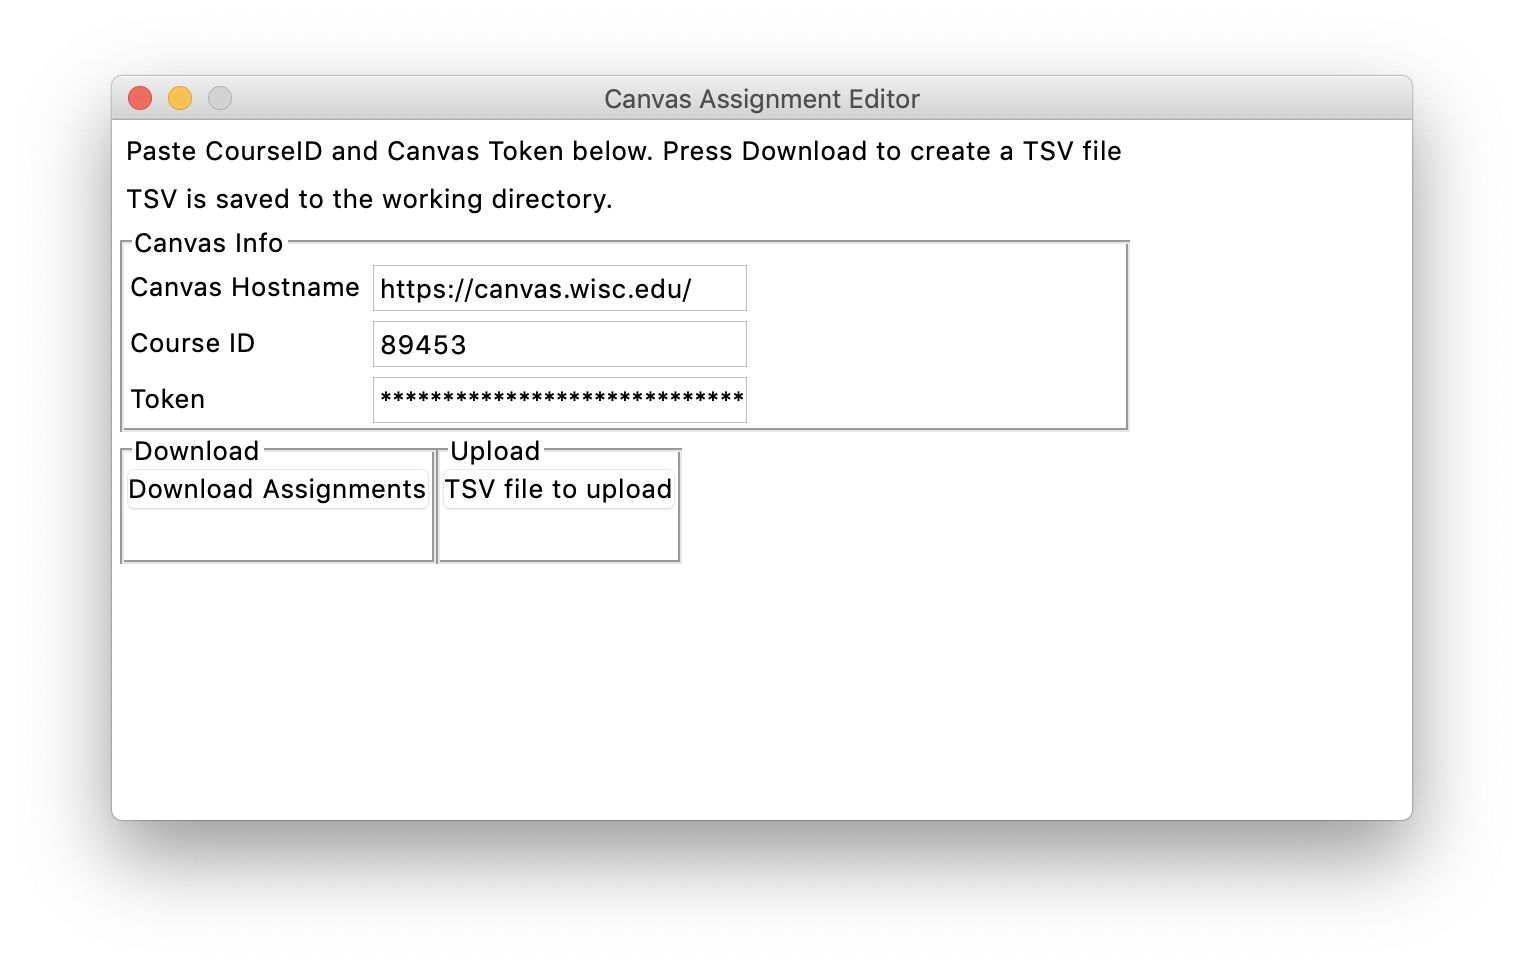 Canvas Assignment Editor
Paste CourseID and Canvas Token below. Press Download to create a TSV file
TSV is saved to the working directory.
Canvas Info
Canvas Hostname https://canvas.wisc.edu/
Course ID 89453
Token *****************************
Download Upload
Download Assignments TSV file to upload